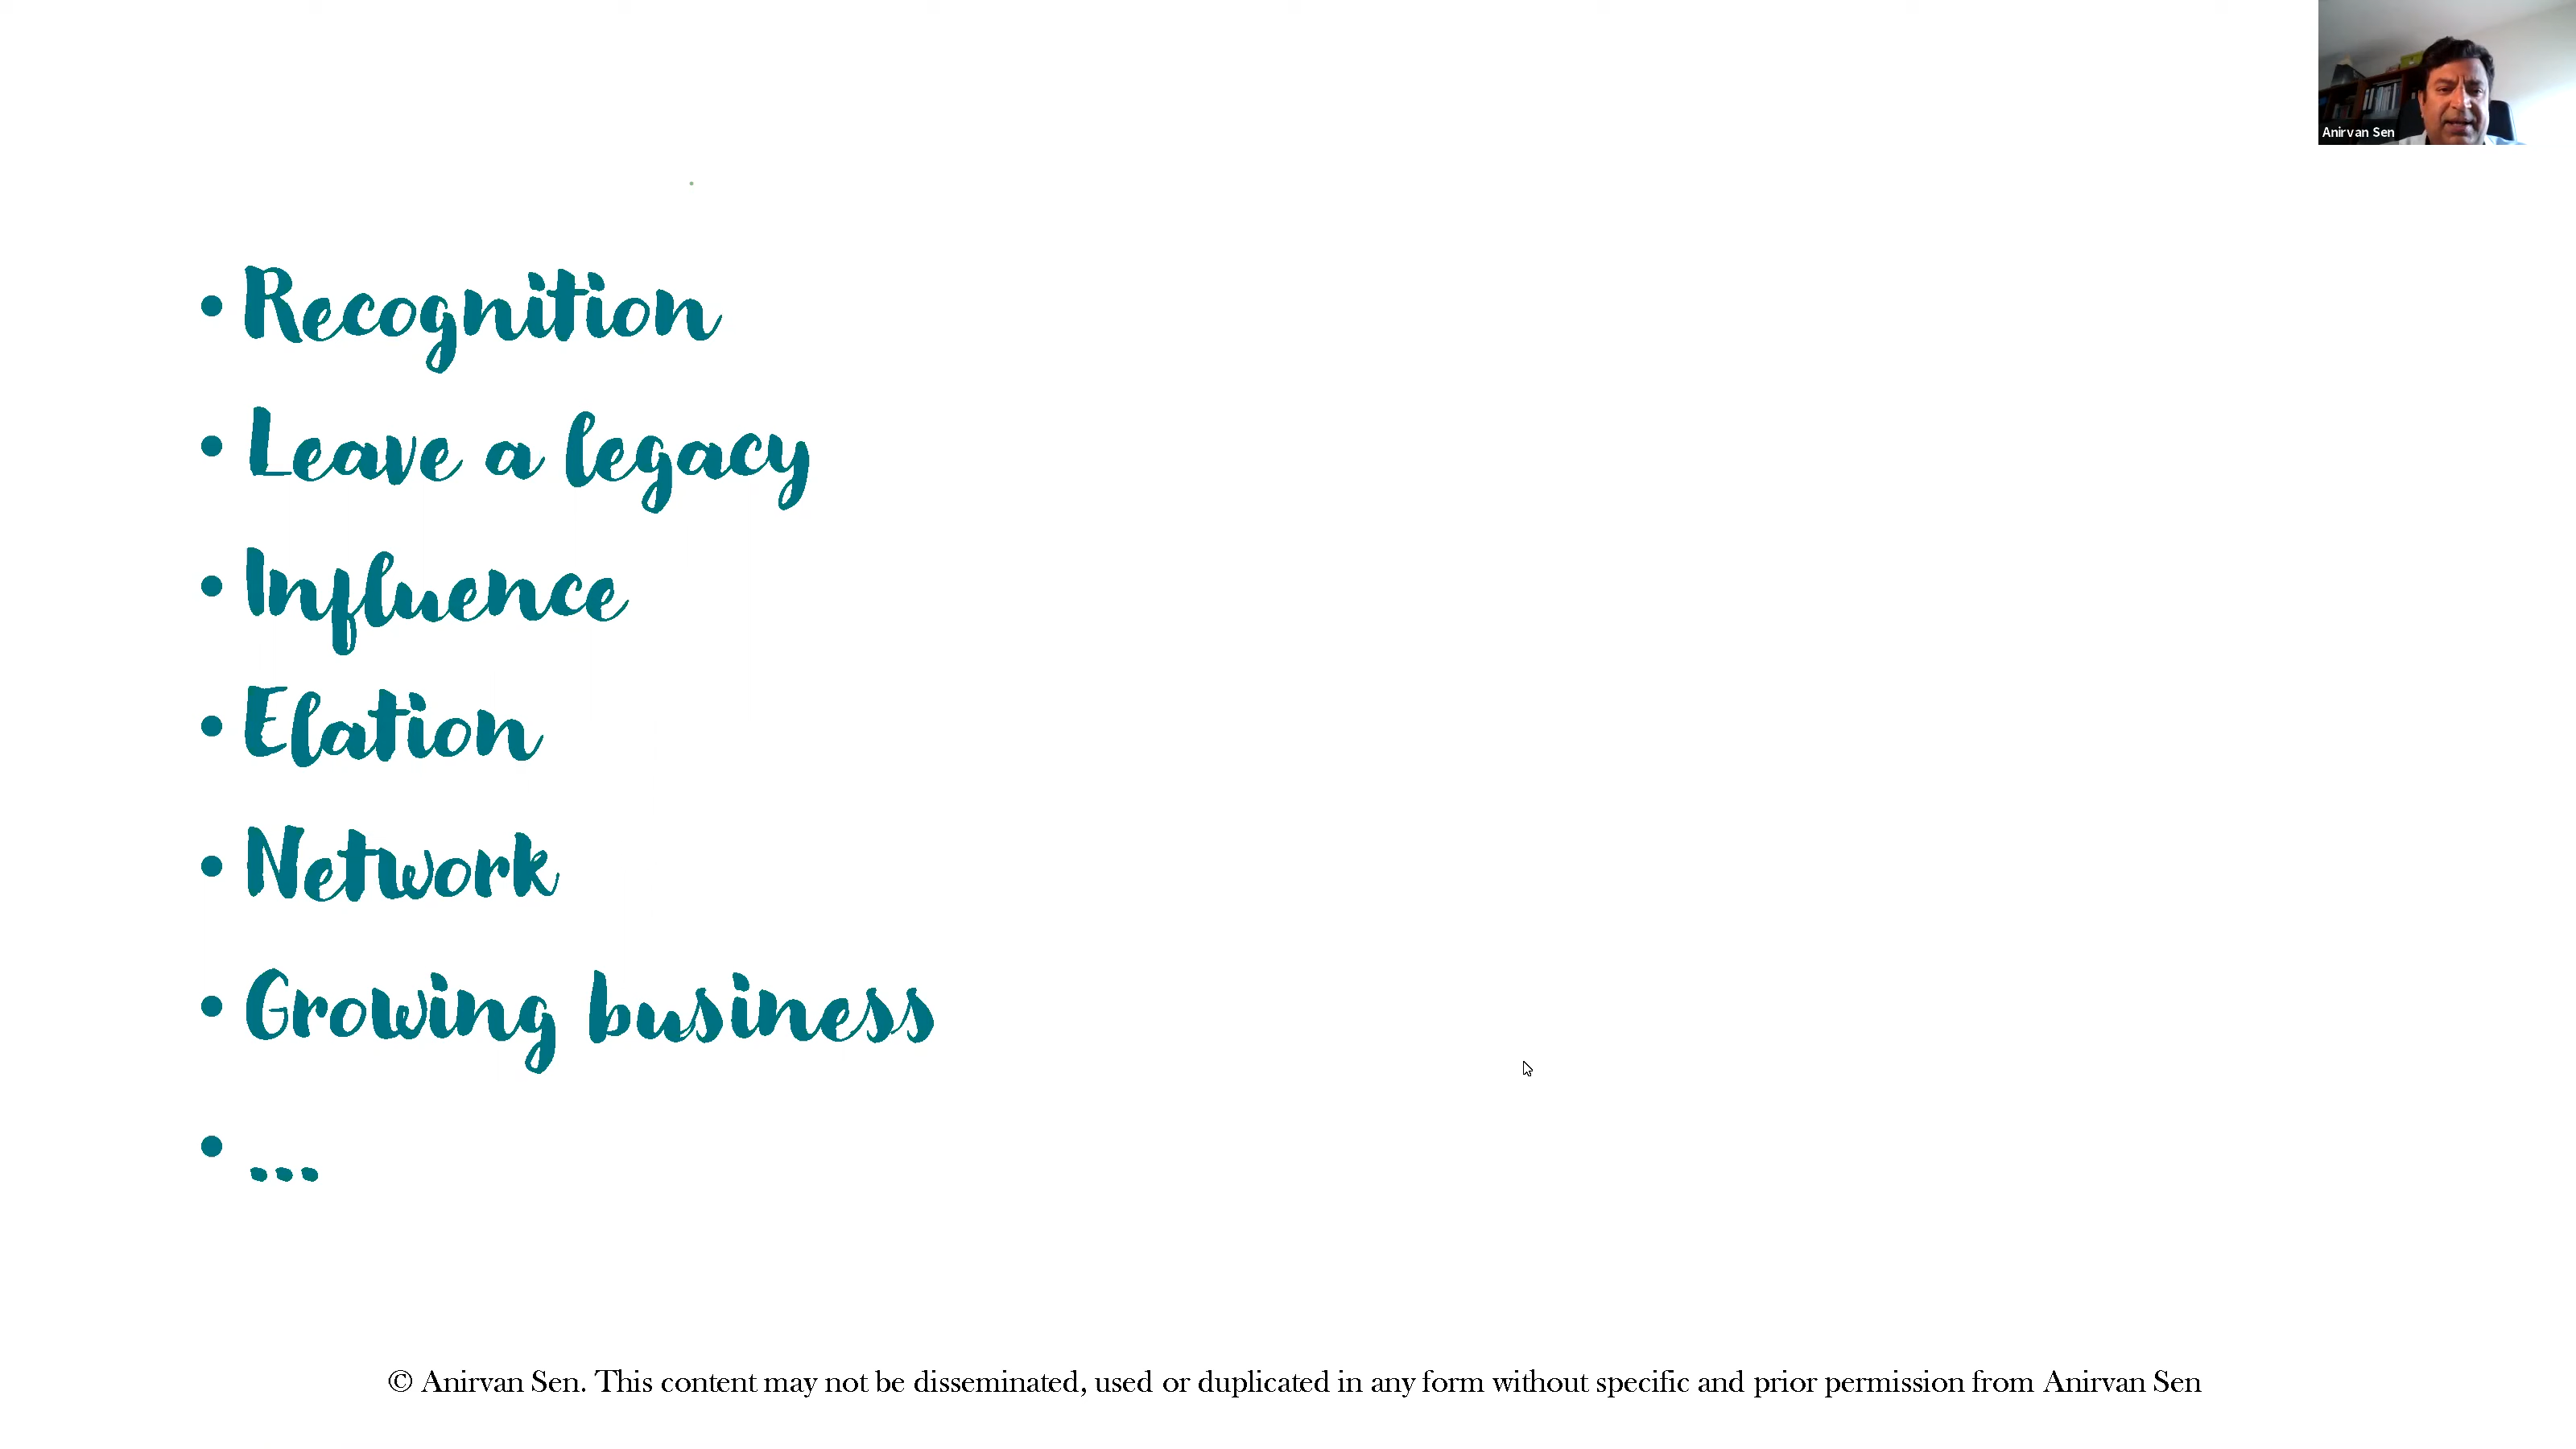 Anirvan Sen
• Recognition
• Leave a legacy
• Influence
• Elation
• Network
• Growing business
• ...
© Anirvan Sen. This content may not be disseminated, used or duplicated in any form without specific and prior permission from Anirvan Sen